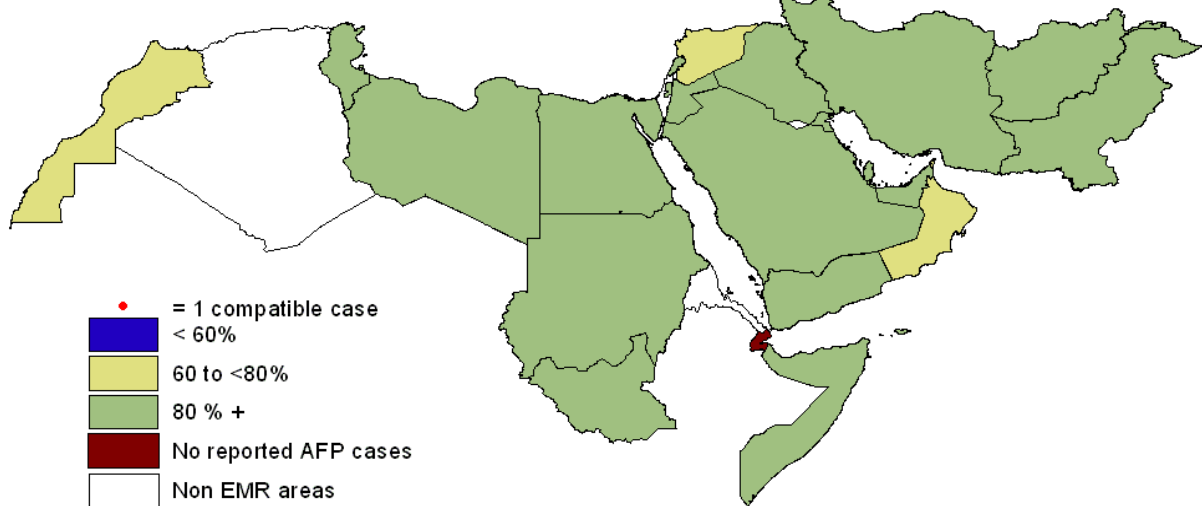 = 1 compatible case
< 60%
60 to <80%
80 % +
No reported AFP cases
Non EMR areas